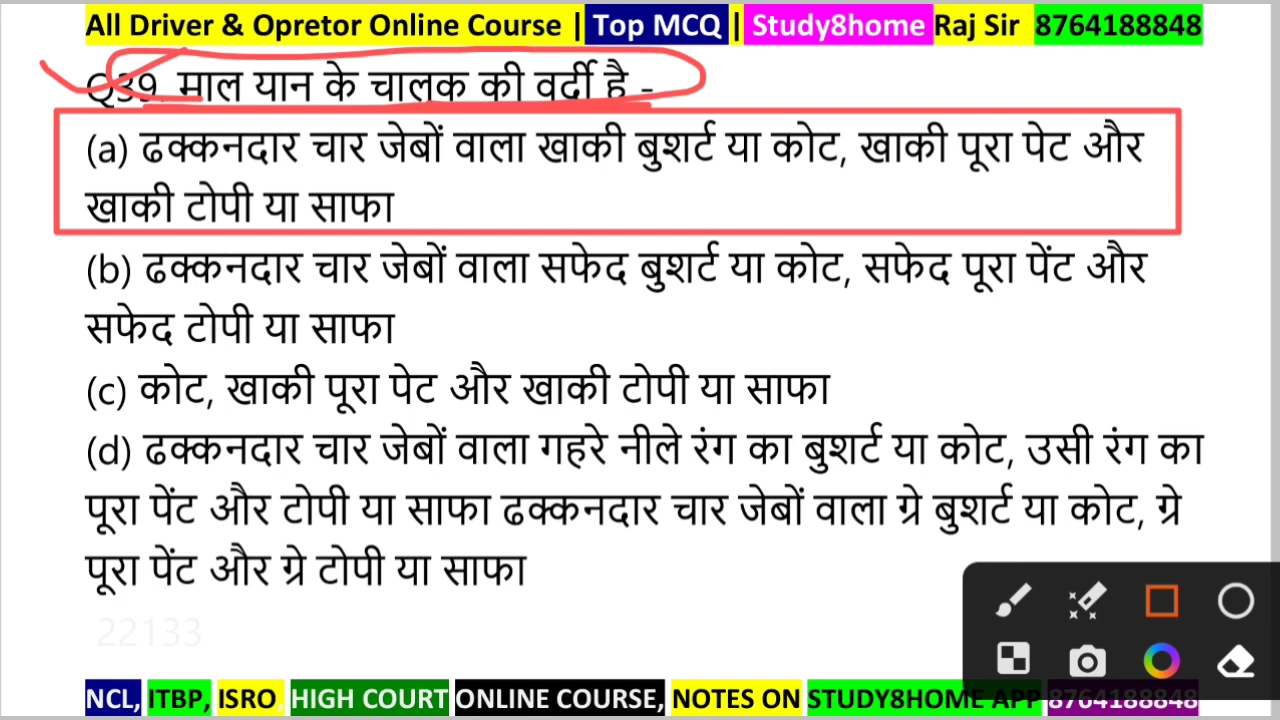 All Driver & Opretor Online Course | Top MCQ | Study8home Raj Sir 8764188848
Q39. माल यान के चालक की वर्दी है -
(a) ढक्कनदार चार जेबों वाला खाकी बुशर्ट या कोट, खाकी पूरा पेट और
खाकी टोपी या साफा
(b) ढक्कनदार चार जेबों वाला सफेद बुशर्ट या कोट, सफेद पूरा पेंट और
सफेद टोपी या साफा
(c) कोट, खाकी पूरा पेट और खाकी टोपी या साफा
(d) ढक्कनदार चार जेबों वाला गहरे नीले रंग का बुशर्ट या कोट, उसी रंग का
पूरा पेंट और टोपी या साफा ढक्कनदार चार जेबों वाला ग्रे बुशर्ट या कोट, ग्रे
पूरा पेंट और ग्रे टोपी या साफा
22133
NCL, ITBP, ISRO, HIGH COURT ONLINE COURSE, NOTES ON STUDY8HOME APP 8764188848